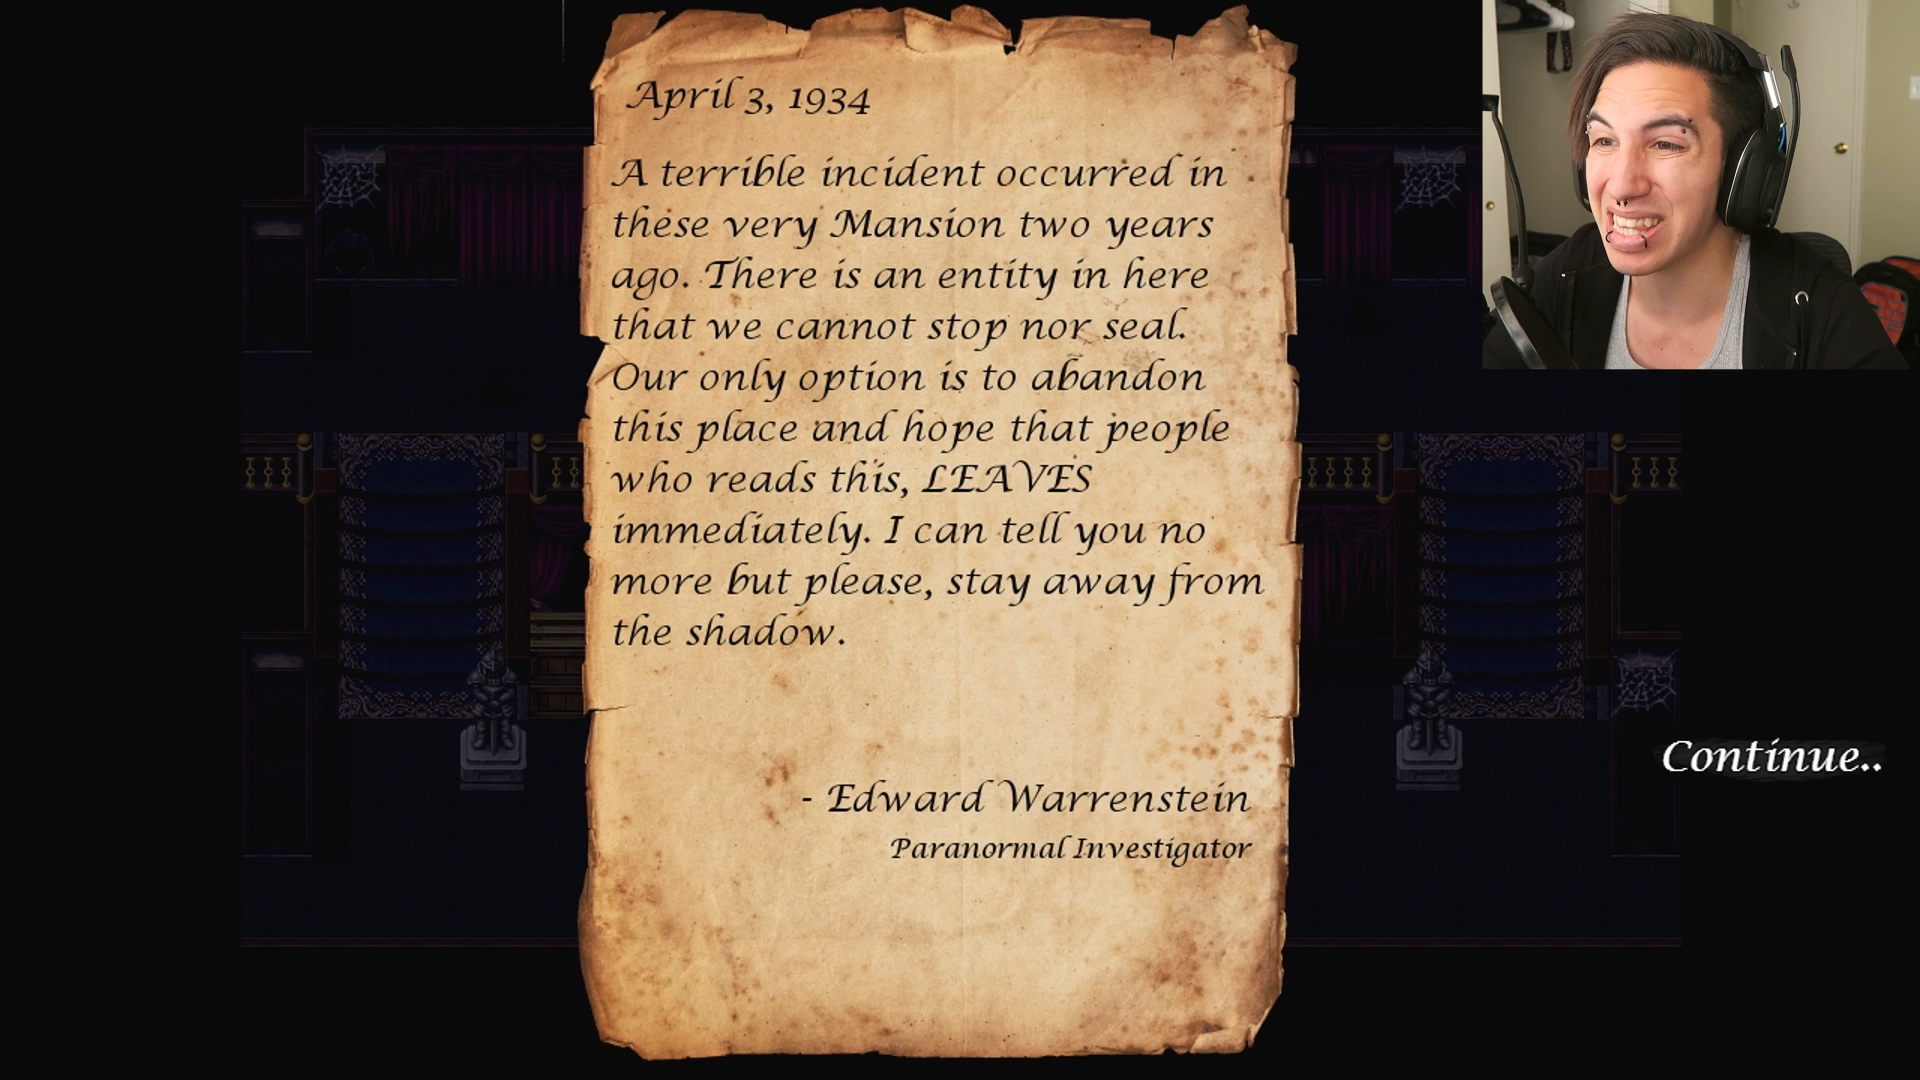 April 3, 1934
A terrible incident occurred in
these very Mansion two years
ago. There is an entity in here
that we cannot stop nor seal.
Our only option is to abandon
this place and hope that people
who reads this, LEAVES
immediately. I can tell you no
more but please, stay away from
the shadow.
- Edward Warrenstein
Paranormal Investigator
Continue..